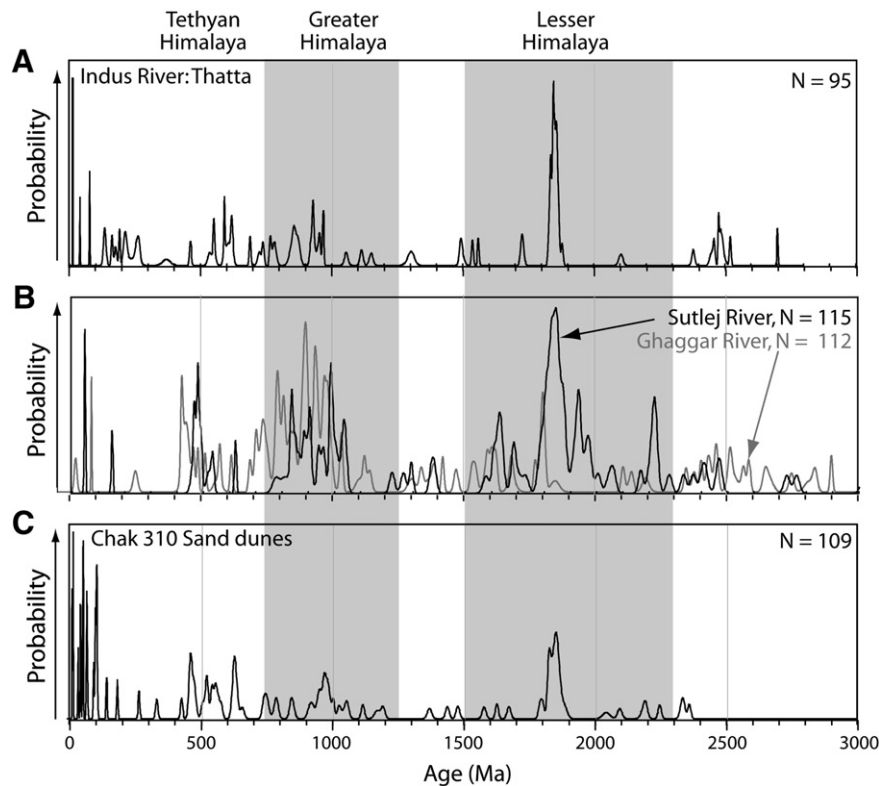 Tethyan Himalaya
Greater Himalaya
Lesser Himalaya
A
Indus River: Thatta
N = 95
Probability
B
Sutlej River, N = 115
Ghaggar River, N = 112
Probability
C
Chak 310 Sand dunes
N = 109
Probability
0 500 1000 1500 2000 2500 3000
Age (Ma)